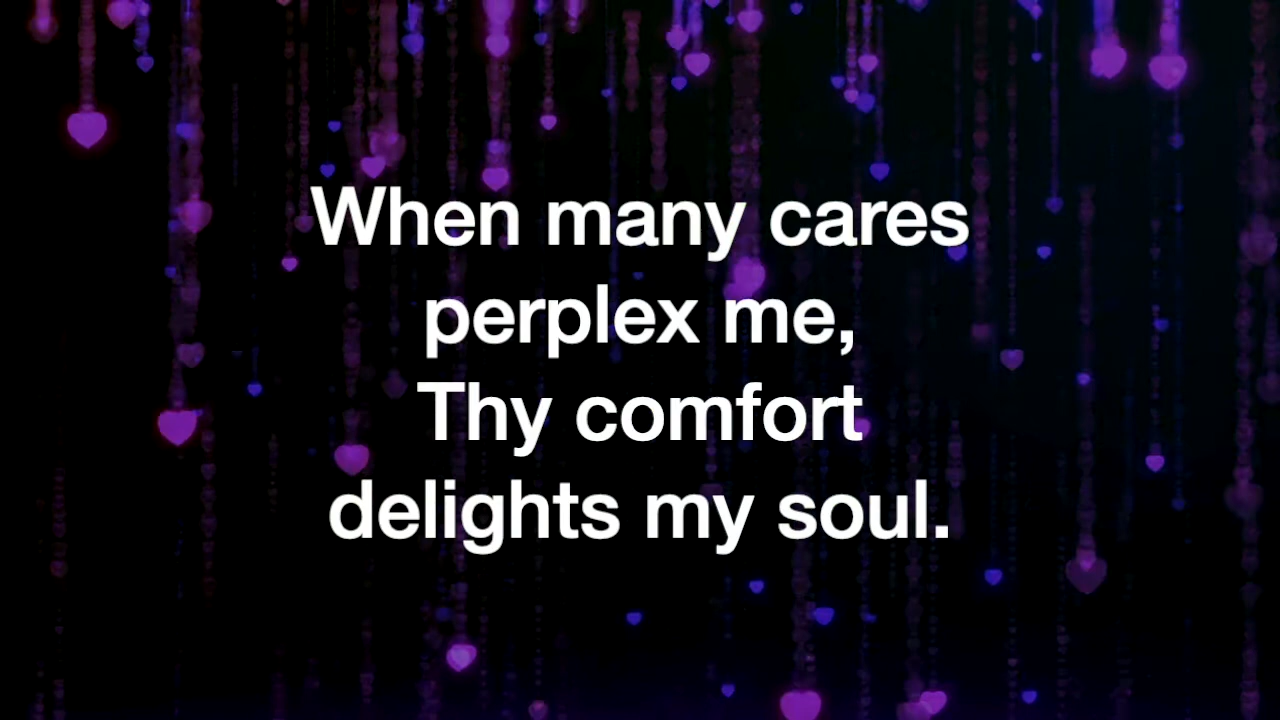 When many cares
perplex me,
Thy comfort
delights my soul.